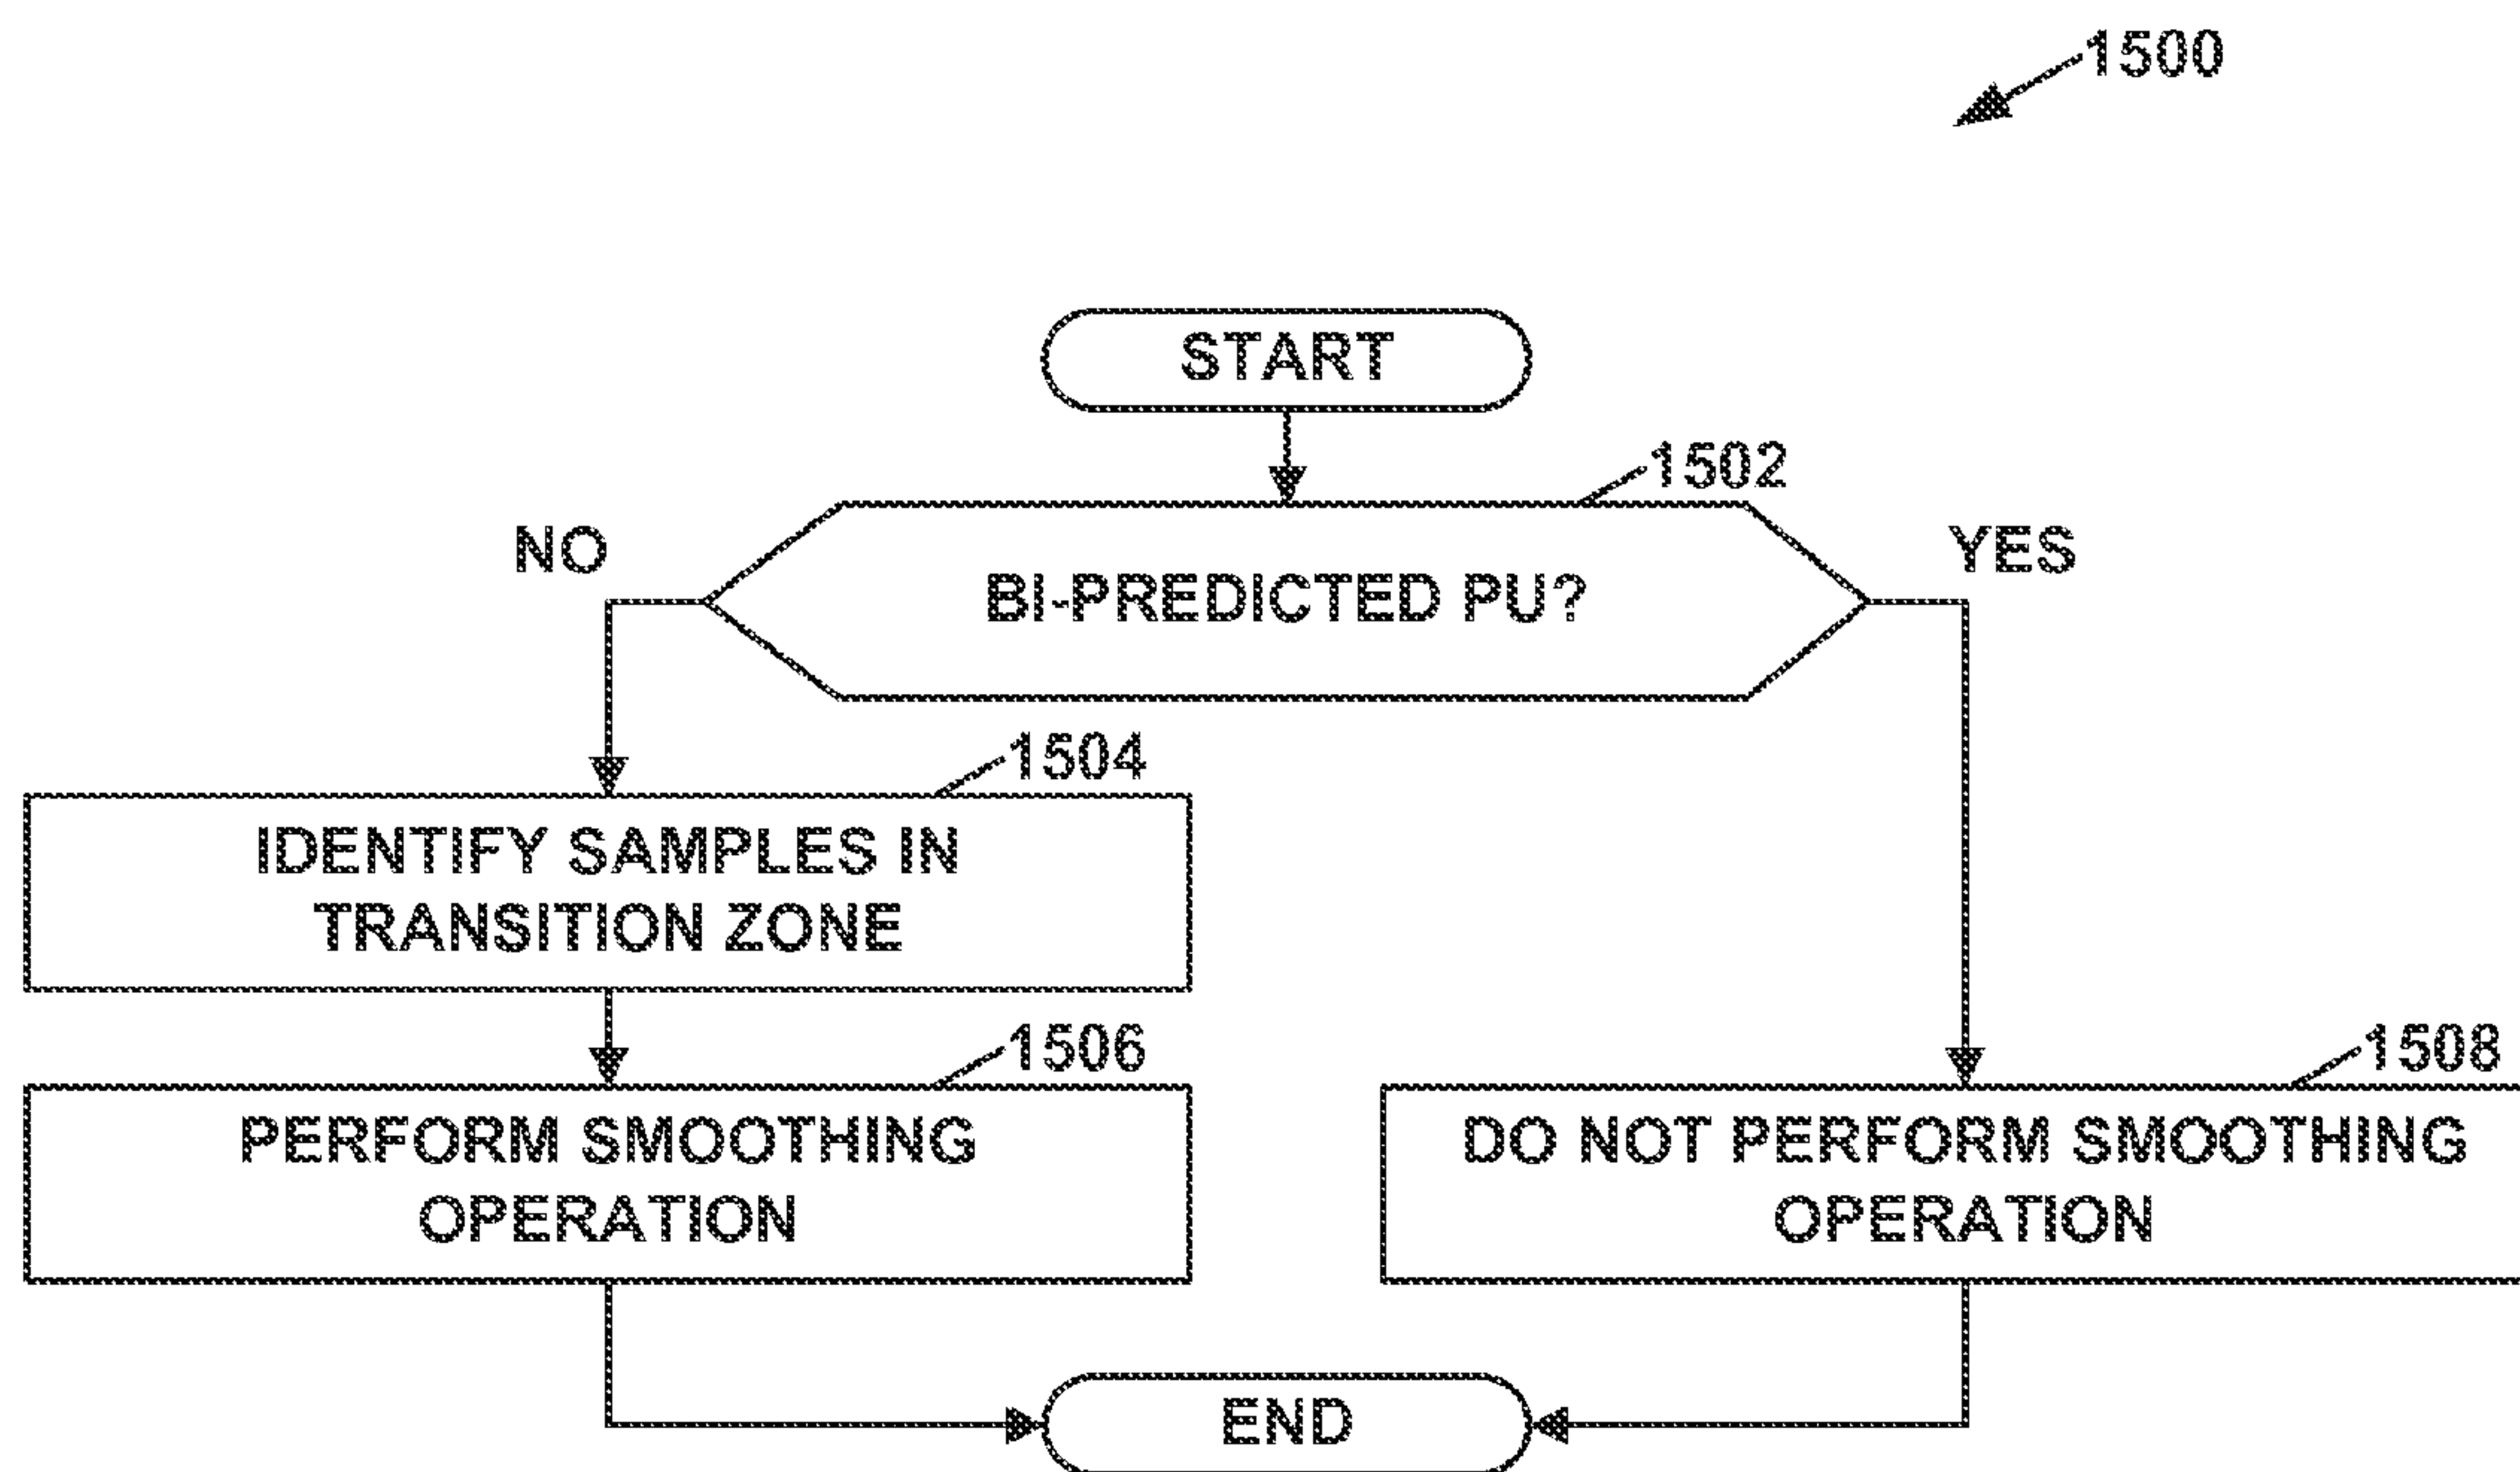 1500
START
1502
NO
YES
BI-PREDICTED PU?
1504
IDENTIFY SAMPLES IN
TRANSITION ZONE
1506
1508
PERFORM SMOOTHING
OPERATION
DO NOT PERFORM SMOOTHING
OPERATION
END